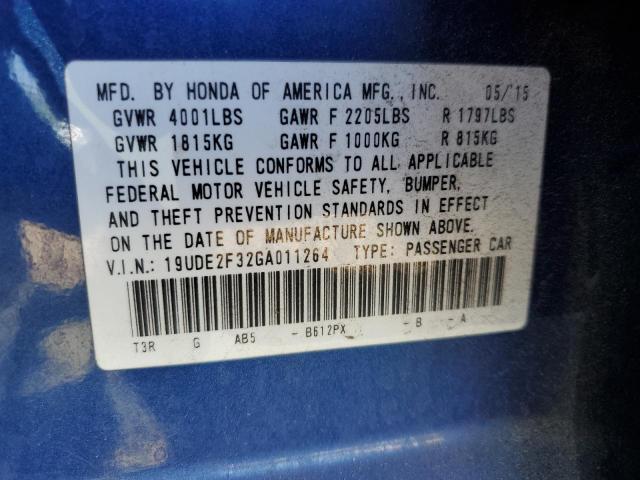 MFD. BY HONDA OF AMERICA MFG., INC. 05/'15
GVWR 4001LBS GAWR F 2205LBS R 1797LBS
GVWR 1815KG GAWR F 1000KG R 815KG
THIS VEHICLE CONFORMS TO ALL APPLICABLE
FEDERAL MOTOR VEHICLE SAFETY, BUMPER,
AND THEFT PREVENTION STANDARDS IN EFFECT
ON THE DATE OF MANUFACTURE SHOWN ABOVE.
V.I.N.: 19UDE2F32GA011264 TYPE: PASSENGER CAR
T3R G AB5 - B612PX - B - A